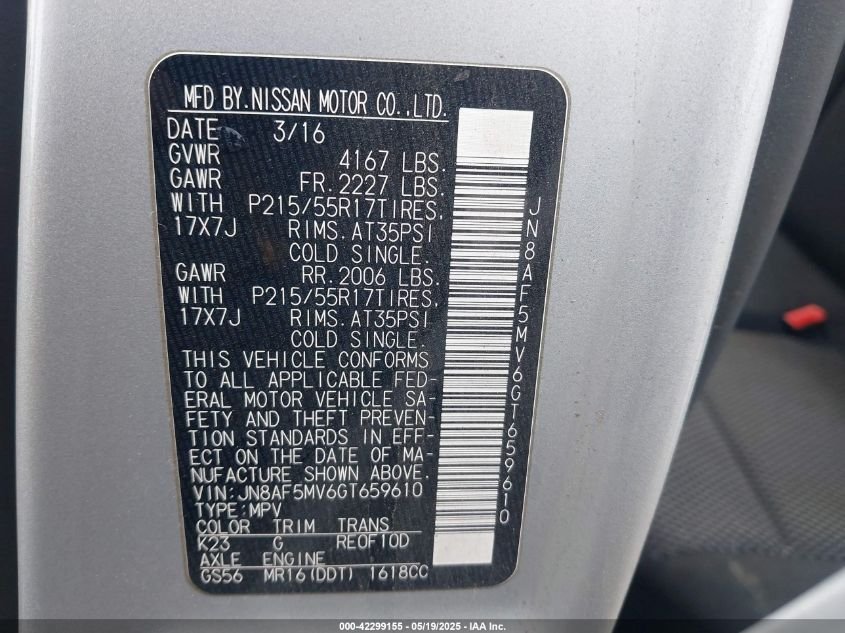 MFD BY.NISSAN MOTOR CO.,LTD.
DATE 3/16
GVWR 4167 LBS.
GAWR FR. 2227 LBS.
WITH P215/55R17TIRES,
17X7J RIMS. AT35PSI
COLD SINGLE.
GAWR RR. 2006 LBS.
WITH P215/55R17TIRES,
17X7J RIMS. AT35PSI
COLD SINGLE.
THIS VEHICLE CONFORMS
TO ALL APPLICABLE FED-
ERAL MOTOR VEHICLE SA-
FETY AND THEFT PREVEN-
TION STANDARDS IN EFF-
ECT ON THE DATE OF MA-
NUFACTURE SHOWN ABOVE.
VIN:JN8AF5MV6GT659610
TYPE:MPV
COLOR TRIM TRANS
K23 G RE0F10D
AXLE ENGINE
GS56 MR16(DDT) 1618CC
JN8AF5MV6GT659610
000-42299155 - 05/19/2025 - IAA Inc.